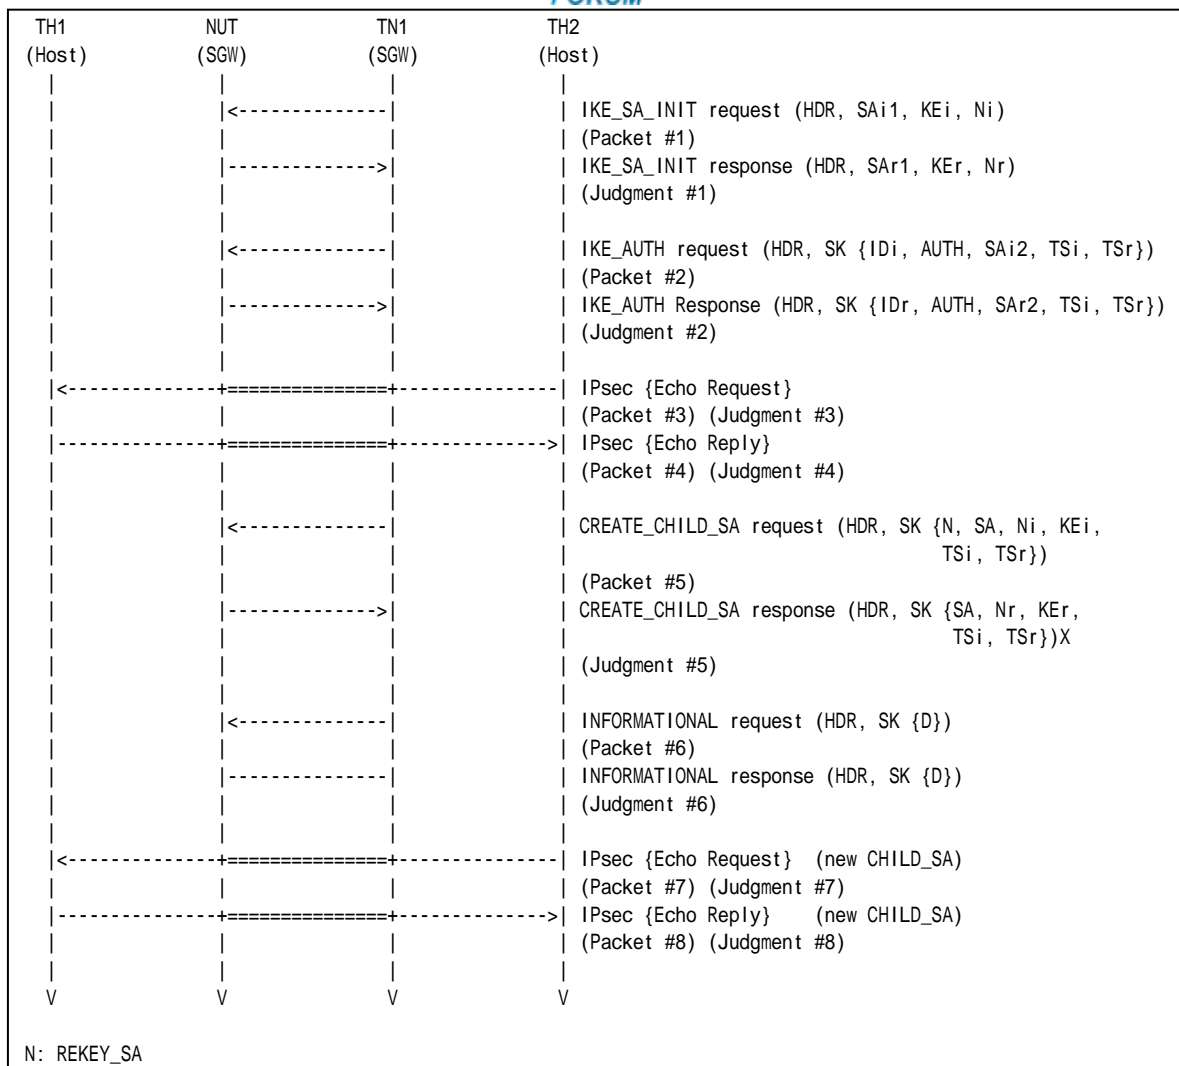 TH1 NUT TN1 TH2
(Host) (SGW) (SGW) (Host)
IKE_SA_INIT request (HDR, SAi1, KEi, Ni)
(Packet #1)
IKE_SA_INIT response (HDR, SAr1, KEr, Nr)
(Judgment #1)
IKE_AUTH request (HDR, SK {IDi, AUTH, SAi2, TSi, TSr})
(Packet #2)
IKE_AUTH Response (HDR, SK {IDr, AUTH, SAr2, TSi, TSr})
(Judgment #2)
IPsec {Echo Request}
(Packet #3) (Judgment #3)
IPsec {Echo Reply}
(Packet #4) (Judgment #4)
CREATE_CHILD_SA request (HDR, SK {N, SA, Ni, KEi,
TSi, TSr})
(Packet #5)
CREATE_CHILD_SA response (HDR, SK {SA, Nr, KEr,
TSi, TSr})X
(Judgment #5)
INFORMATIONAL request (HDR, SK {D})
(Packet #6)
INFORMATIONAL response (HDR, SK {D})
(Judgment #6)
IPsec {Echo Request} (new CHILD_SA)
(Packet #7) (Judgment #7)
IPsec {Echo Reply} (new CHILD_SA)
(Packet #8) (Judgment #8)
V V V V
N: REKEY_SA